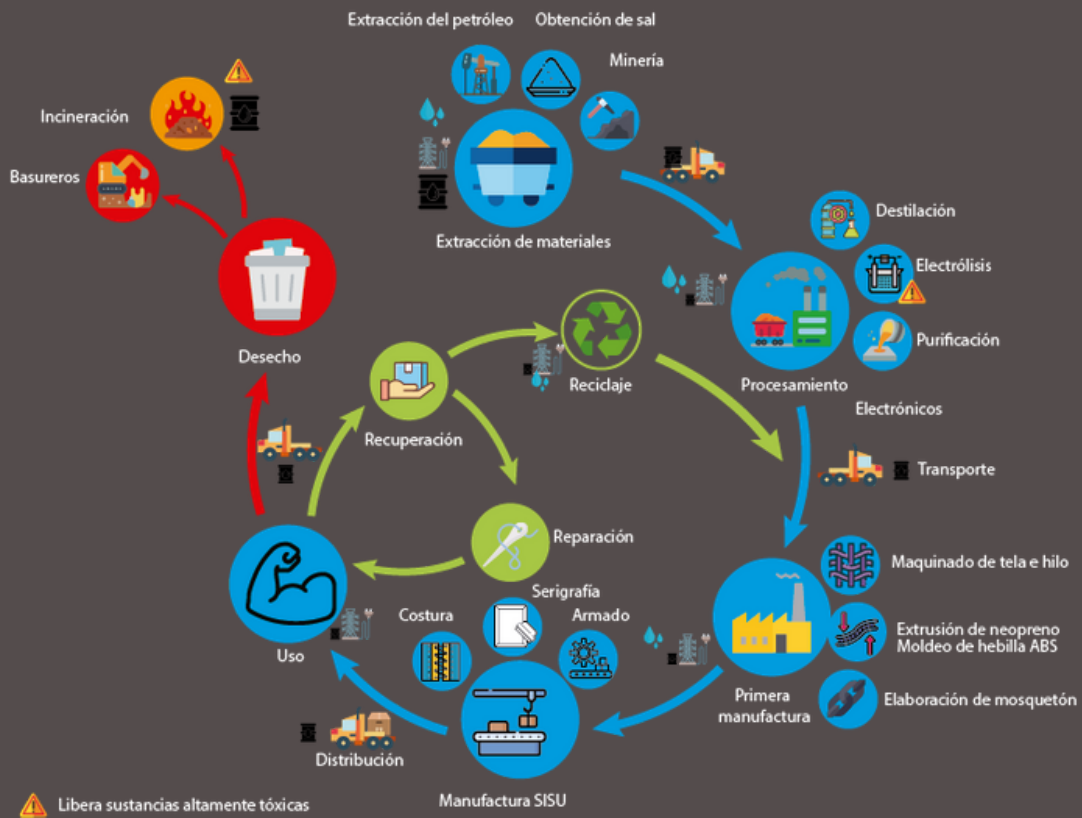 Extracción del petróleo
Obtención de sal
Minería
Extracción de materiales
Incineración
Basureros
Desecho
Destilación
Electrólisis
Purificación
Procesamiento
Electrónicos
Transporte
Reciclaje
Recuperación
Reparación
Serigrafía
Costura
Armado
Uso
Maquinado de tela e hilo
Extrusión de neopreno
Moldeo de hebilla ABS
Elaboración de mosquetón
Primera
manufactura
Distribución
Manufactura SISU
Libera sustancias altamente tóxicas